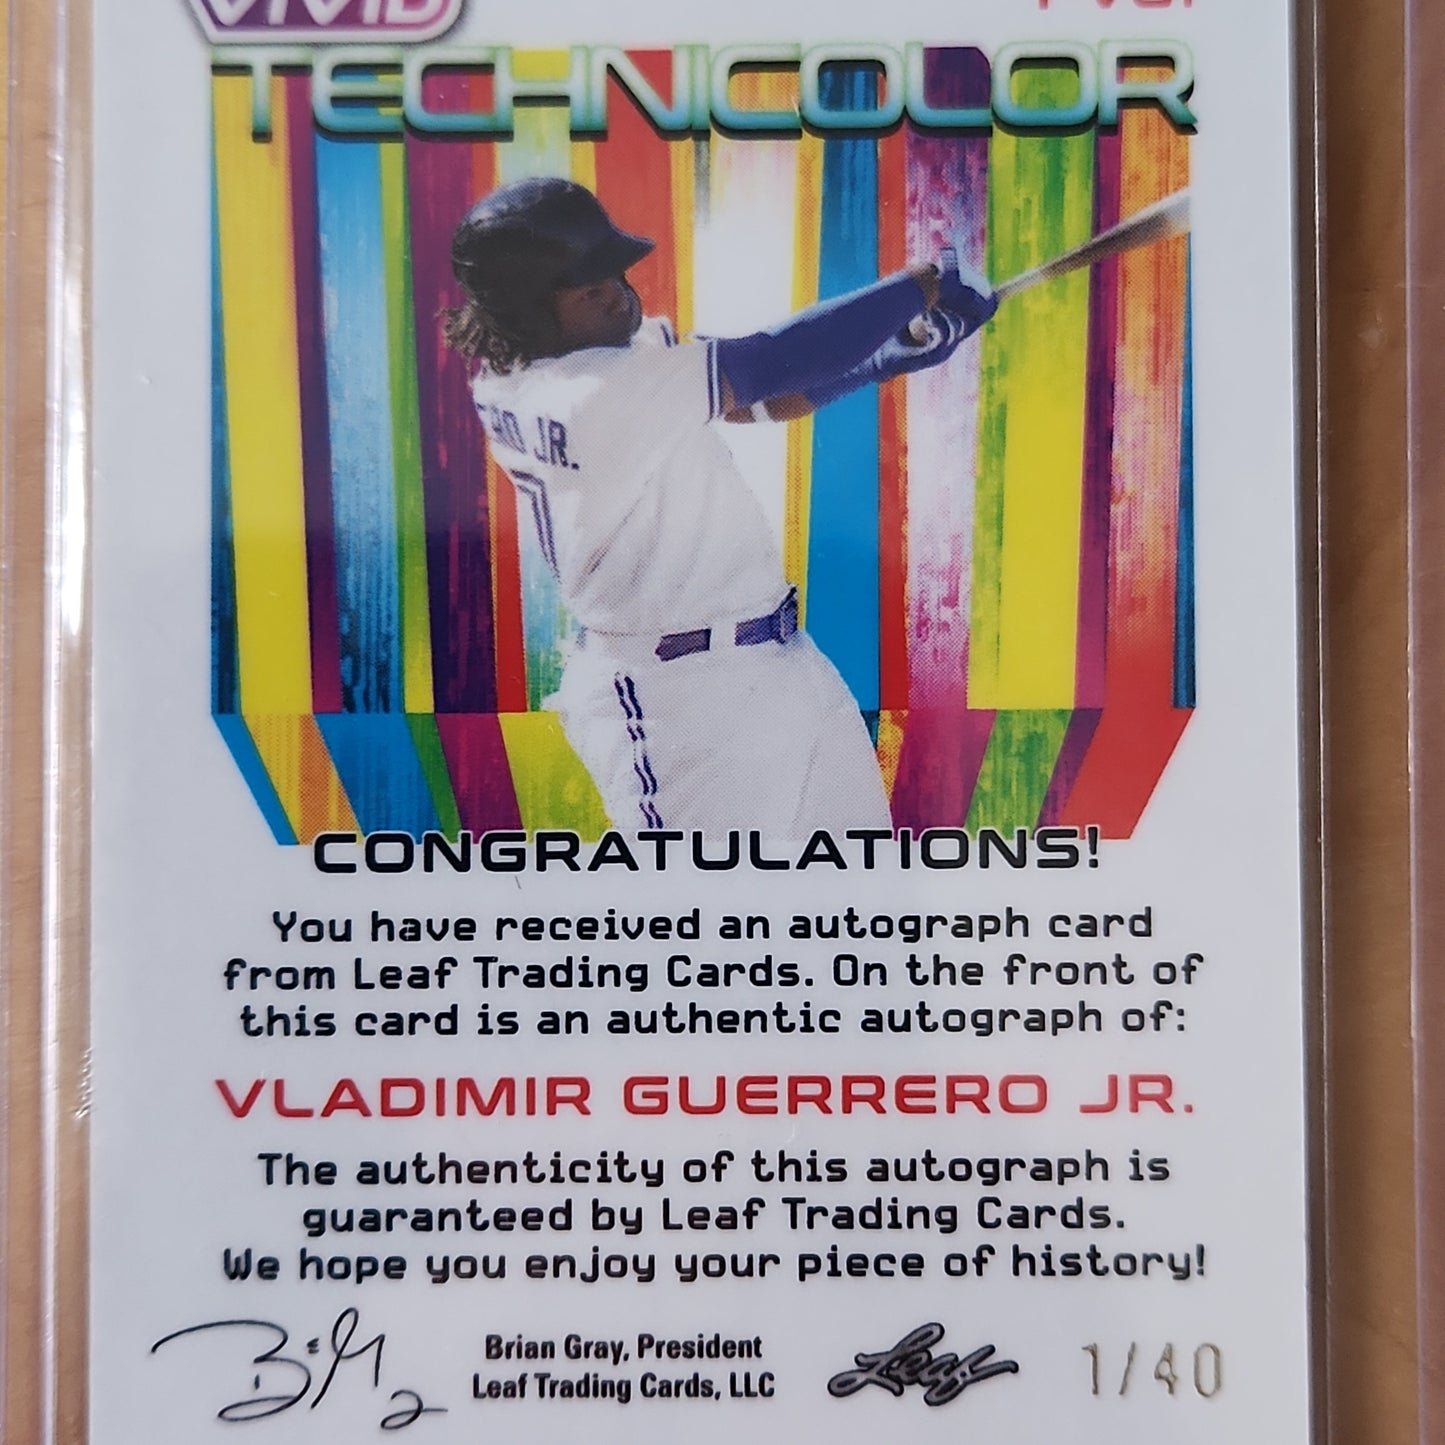 VIVID
TECHNICOLOR
RO JR.
CONGRATULATIONS!
You have received an autograph card
from Leaf Trading Cards. On the front of
this card is an authentic autograph of:
VLADIMIR GUERRERO JR.
The authenticity of this autograph is
guaranteed by Leaf Trading Cards.
We hope you enjoy your piece of history!
Brian Gray, President
Leaf Trading Cards, LLC
Leaf
1/40